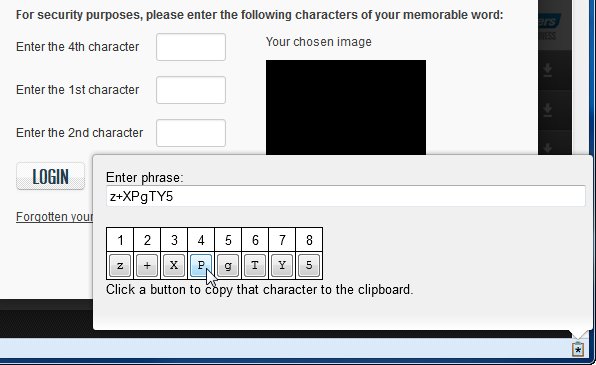 For security purposes, please enter the following characters of your memorable word:
Enter the 4th character
Your chosen image
Enter the 1st character
Enter the 2nd character
LOGIN
Forgotten your
Enter phrase:
z+XPgTY5
1 2 3 4 5 6 7 8
z + X P g T Y 5
Click a button to copy that character to the clipboard.